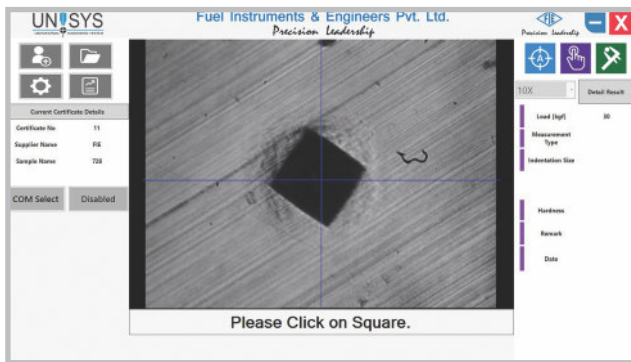 UNISYS
Fuel Instruments & Engineers Pvt. Ltd.
Precision Leadership
Precision Leadership
10X
Detail Result
Current Certificate Details
Certificate No 11
Supplier Name FIE
Sample Name 728
COM Select
Disabled
Load [kgf] 30
Measurement
Type
Indentation Size
Hardness
Remark
Date
Please Click on Square.